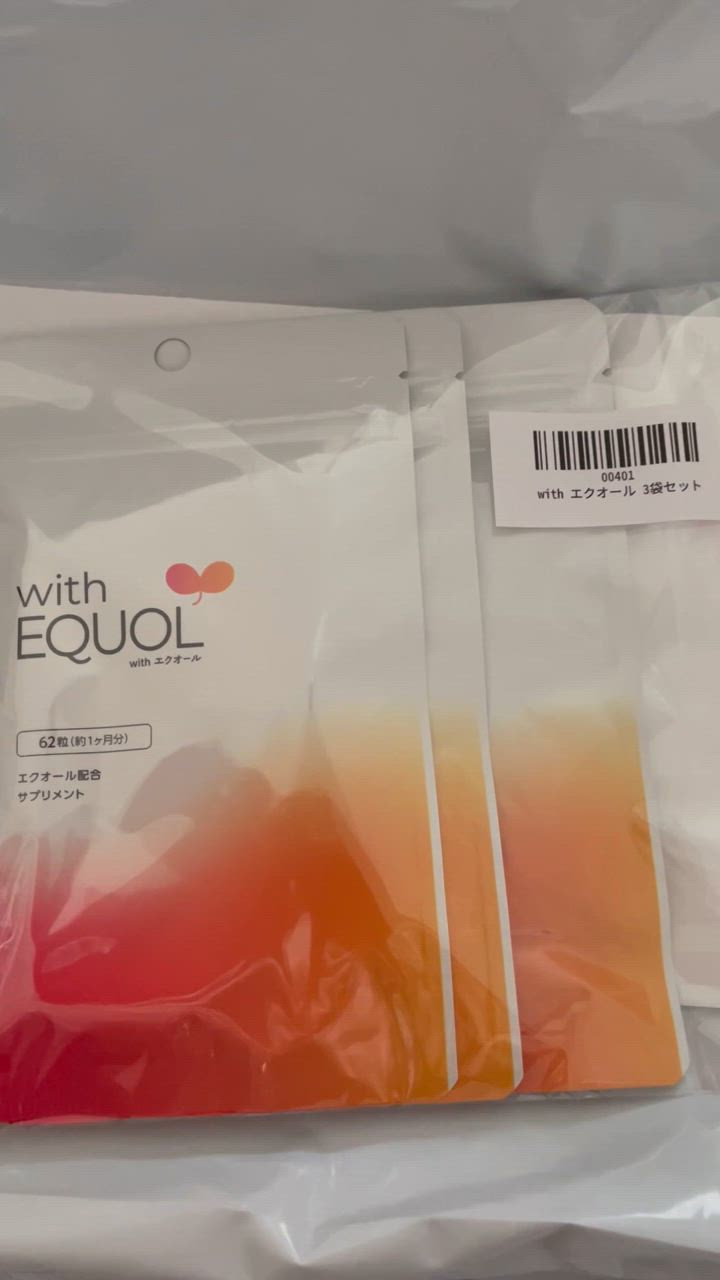 with
EQUOL
with エクオール
62粒(約1ヶ月分)
エクオール配合
サプリメント
00401
with エクオール 3袋セット